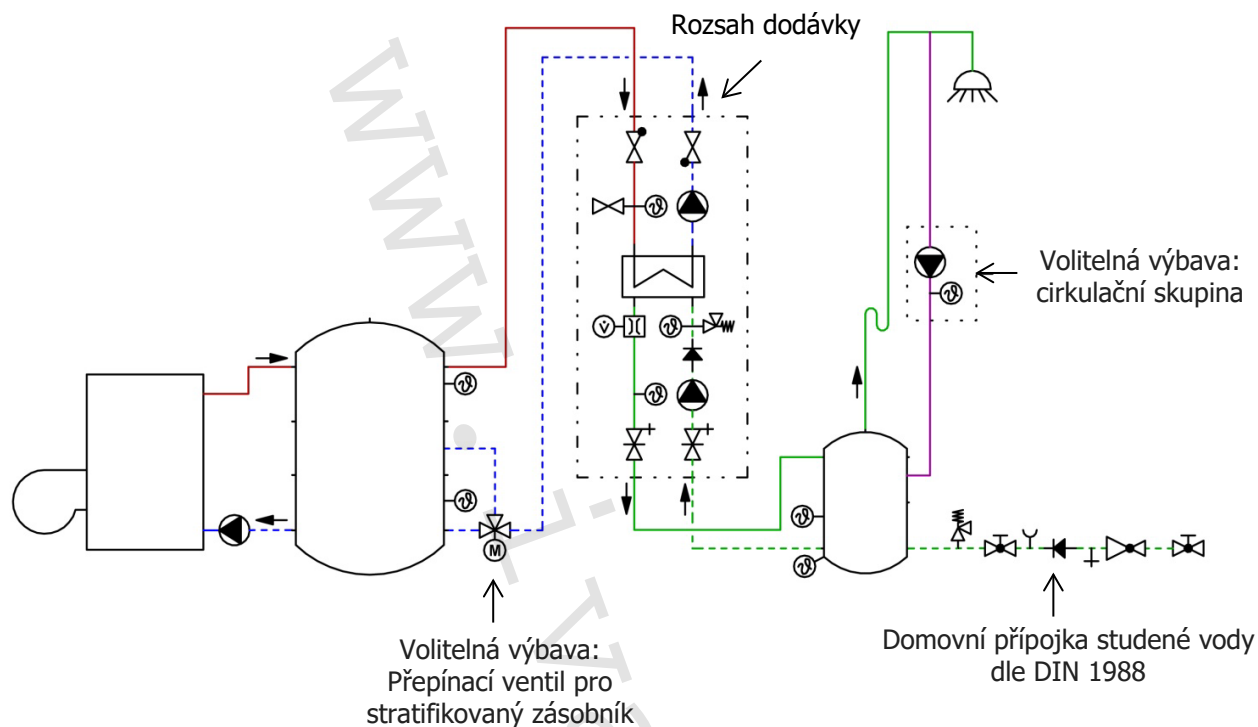 Rozsah dodávky
Volitelná výbava:
cirkulační skupina
Volitelná výbava:
Přepínací ventil pro
stratifikovaný zásobník
Domovní přípojka studené vody
dle DIN 1988
M
V̇
ϑ
ϑ
ϑ
ϑ
ϑ
ϑ
ϑ
ϑ